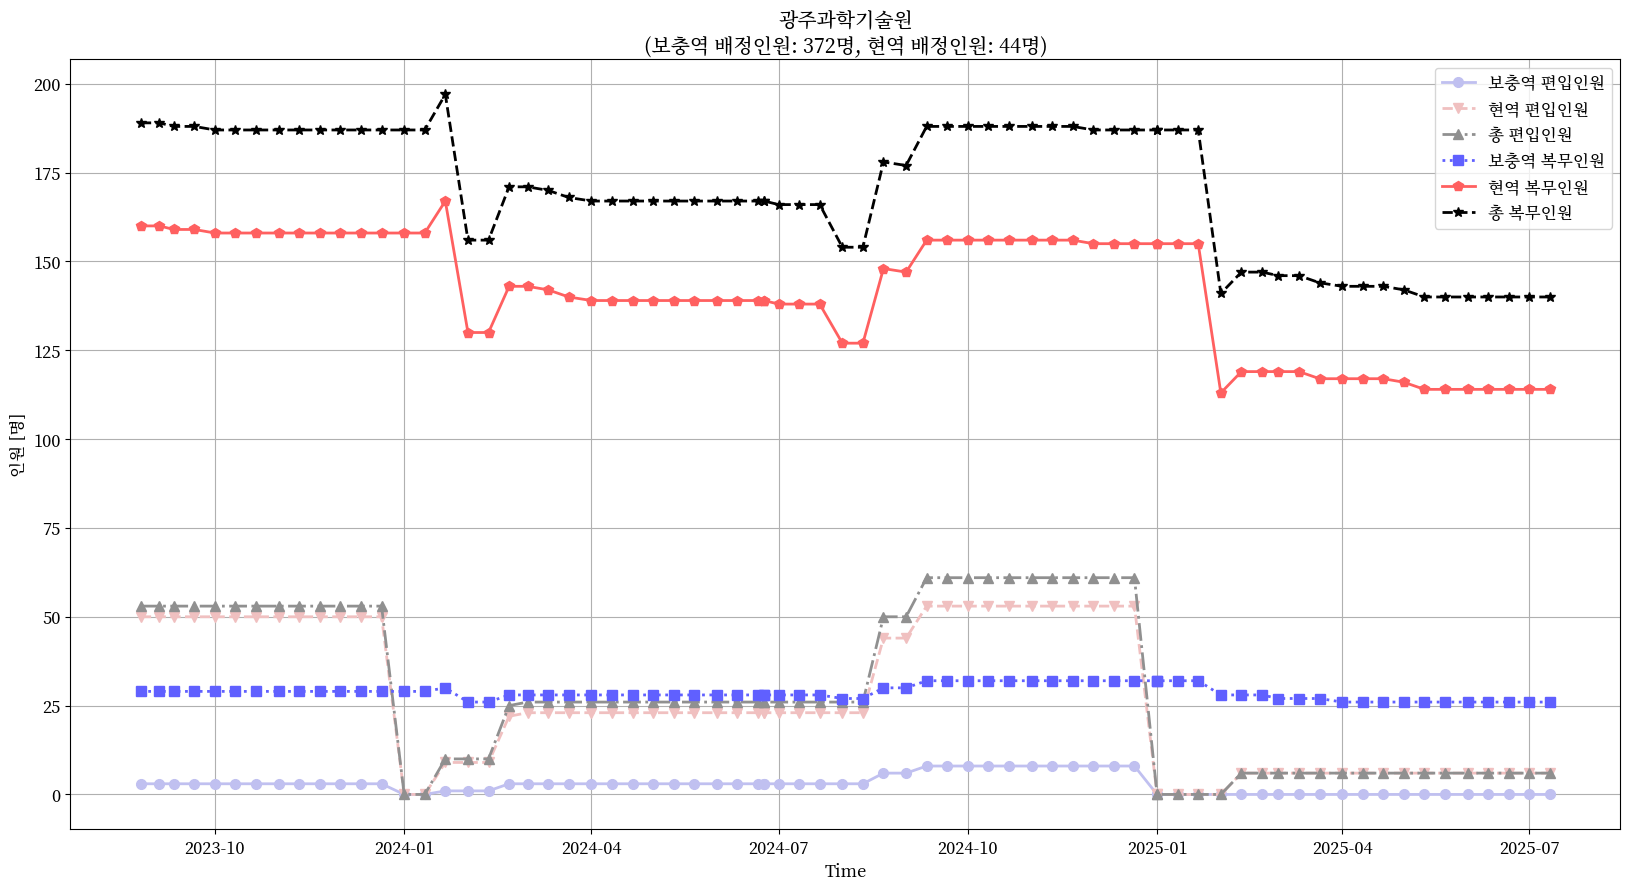 광주과학기술원
(보충역 배정인원: 372명, 현역 배정인원: 44명)
보충역 편입인원
현역 편입인원
총 편입인원
보충역 복무인원
현역 복무인원
총 복무인원
인원 [명]
200
175
150
125
100
75
50
25
0
2023-10
2024-01
2024-04
2024-07
2024-10
2025-01
2025-04
2025-07
Time